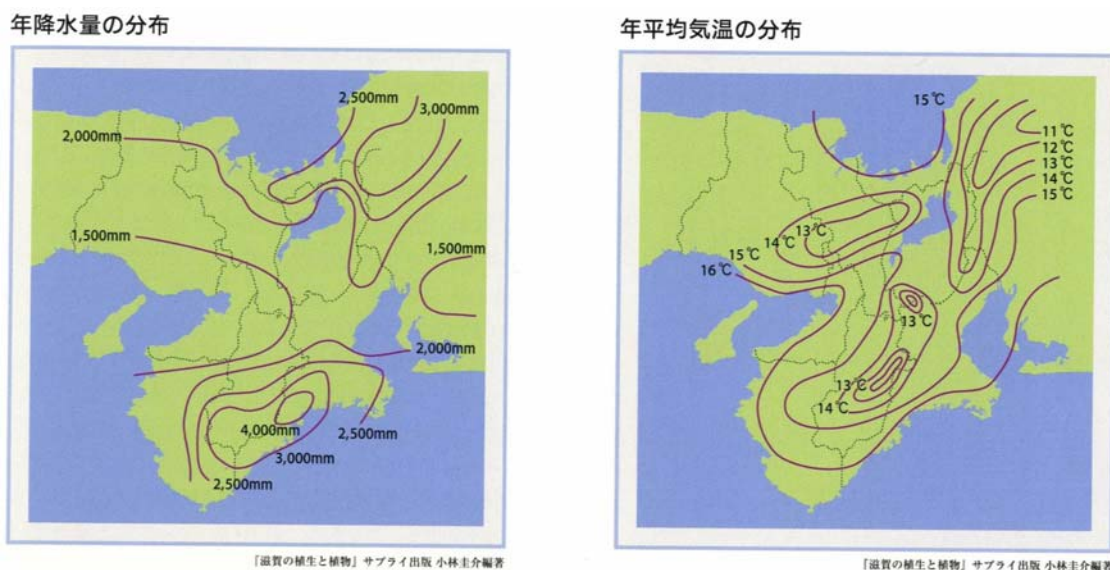 年降水量の分布
2,500mm
3,000mm
2,000mm
1,500mm
1,500mm
2,000mm
4,000mm
2,500mm
3,000mm
2,500mm
『滋賀の植生と植物』サブライ出版 小林圭介編著
年平均気温の分布
15℃
11℃
12℃
13℃
14℃
15℃
13℃
14℃
15℃
16℃
13℃
13℃
14℃
『滋賀の植生と植物』サブライ出版 小林圭介編著